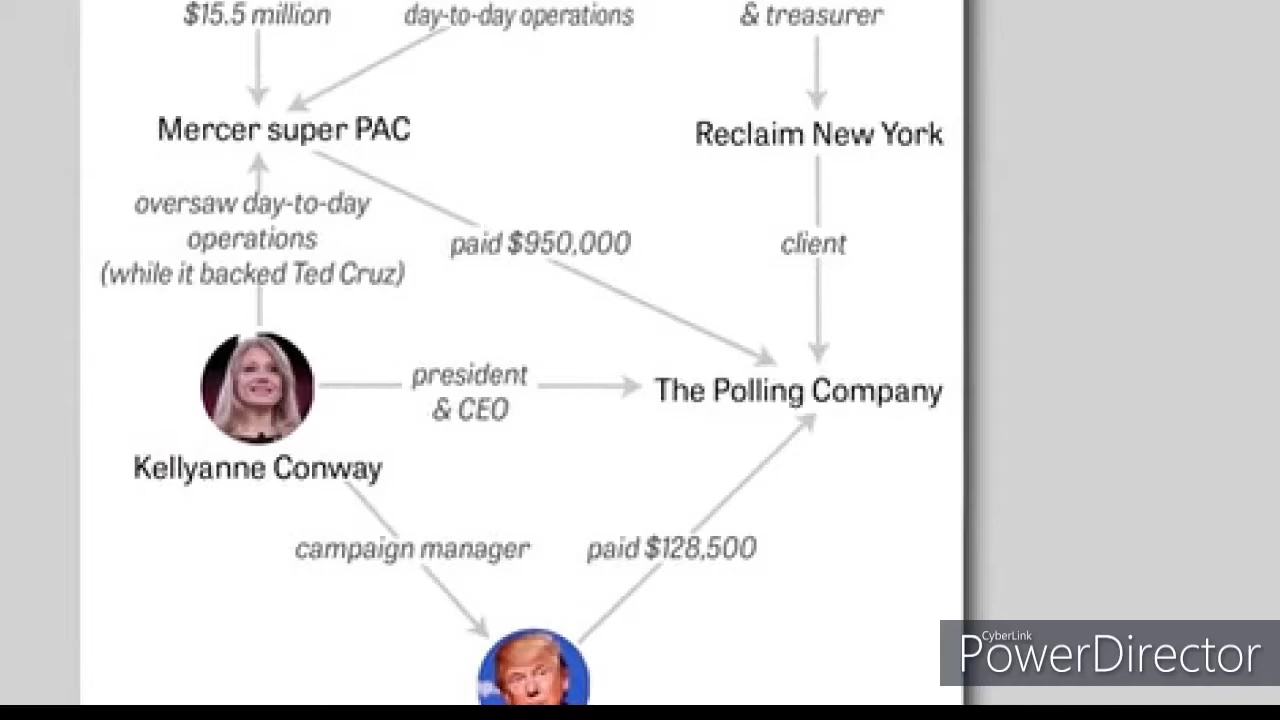 $15.5 million
day-to-day operations
& treasurer
Mercer super PAC
Reclaim New York
oversaw day-to-day
operations
(while it backed Ted Cruz)
paid $950,000
client
president
& CEO
The Polling Company
Kellyanne Conway
campaign manager
paid $128,500
CyberLink
PowerDirector